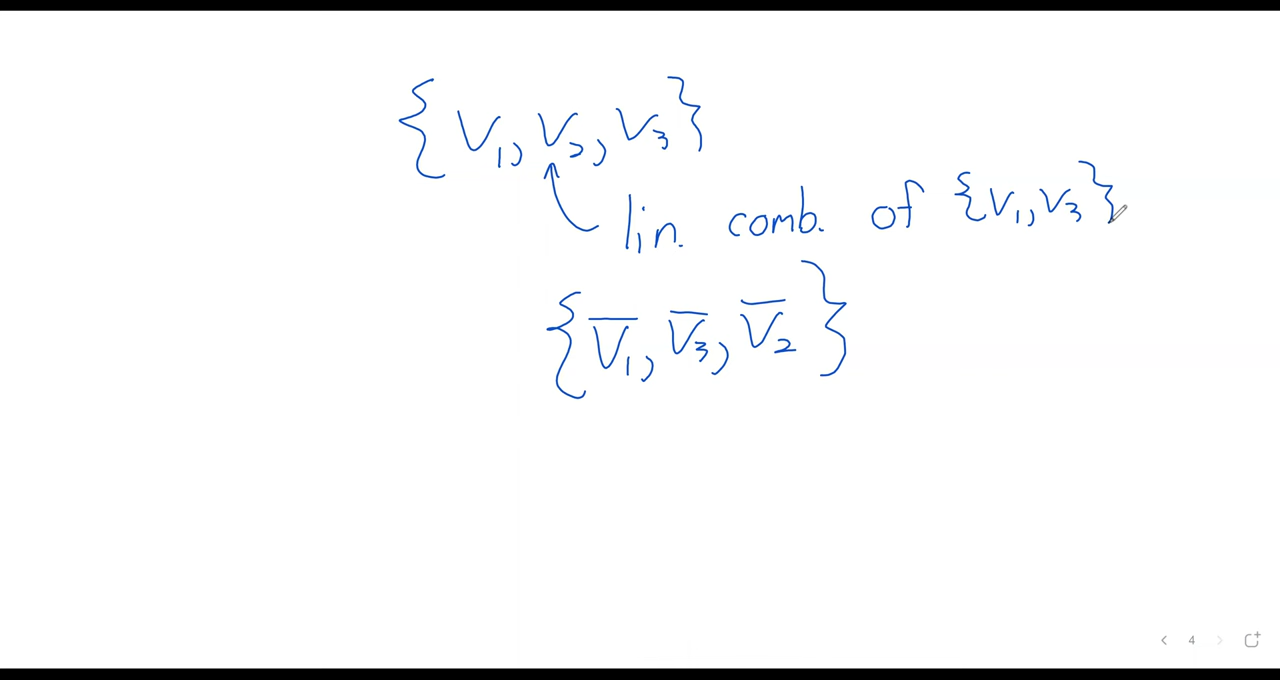 {V₁, V₂, V₃}
lin. comb. of {V₁, V₃}
{V̅₁, V̅₃, V̅₂}
4